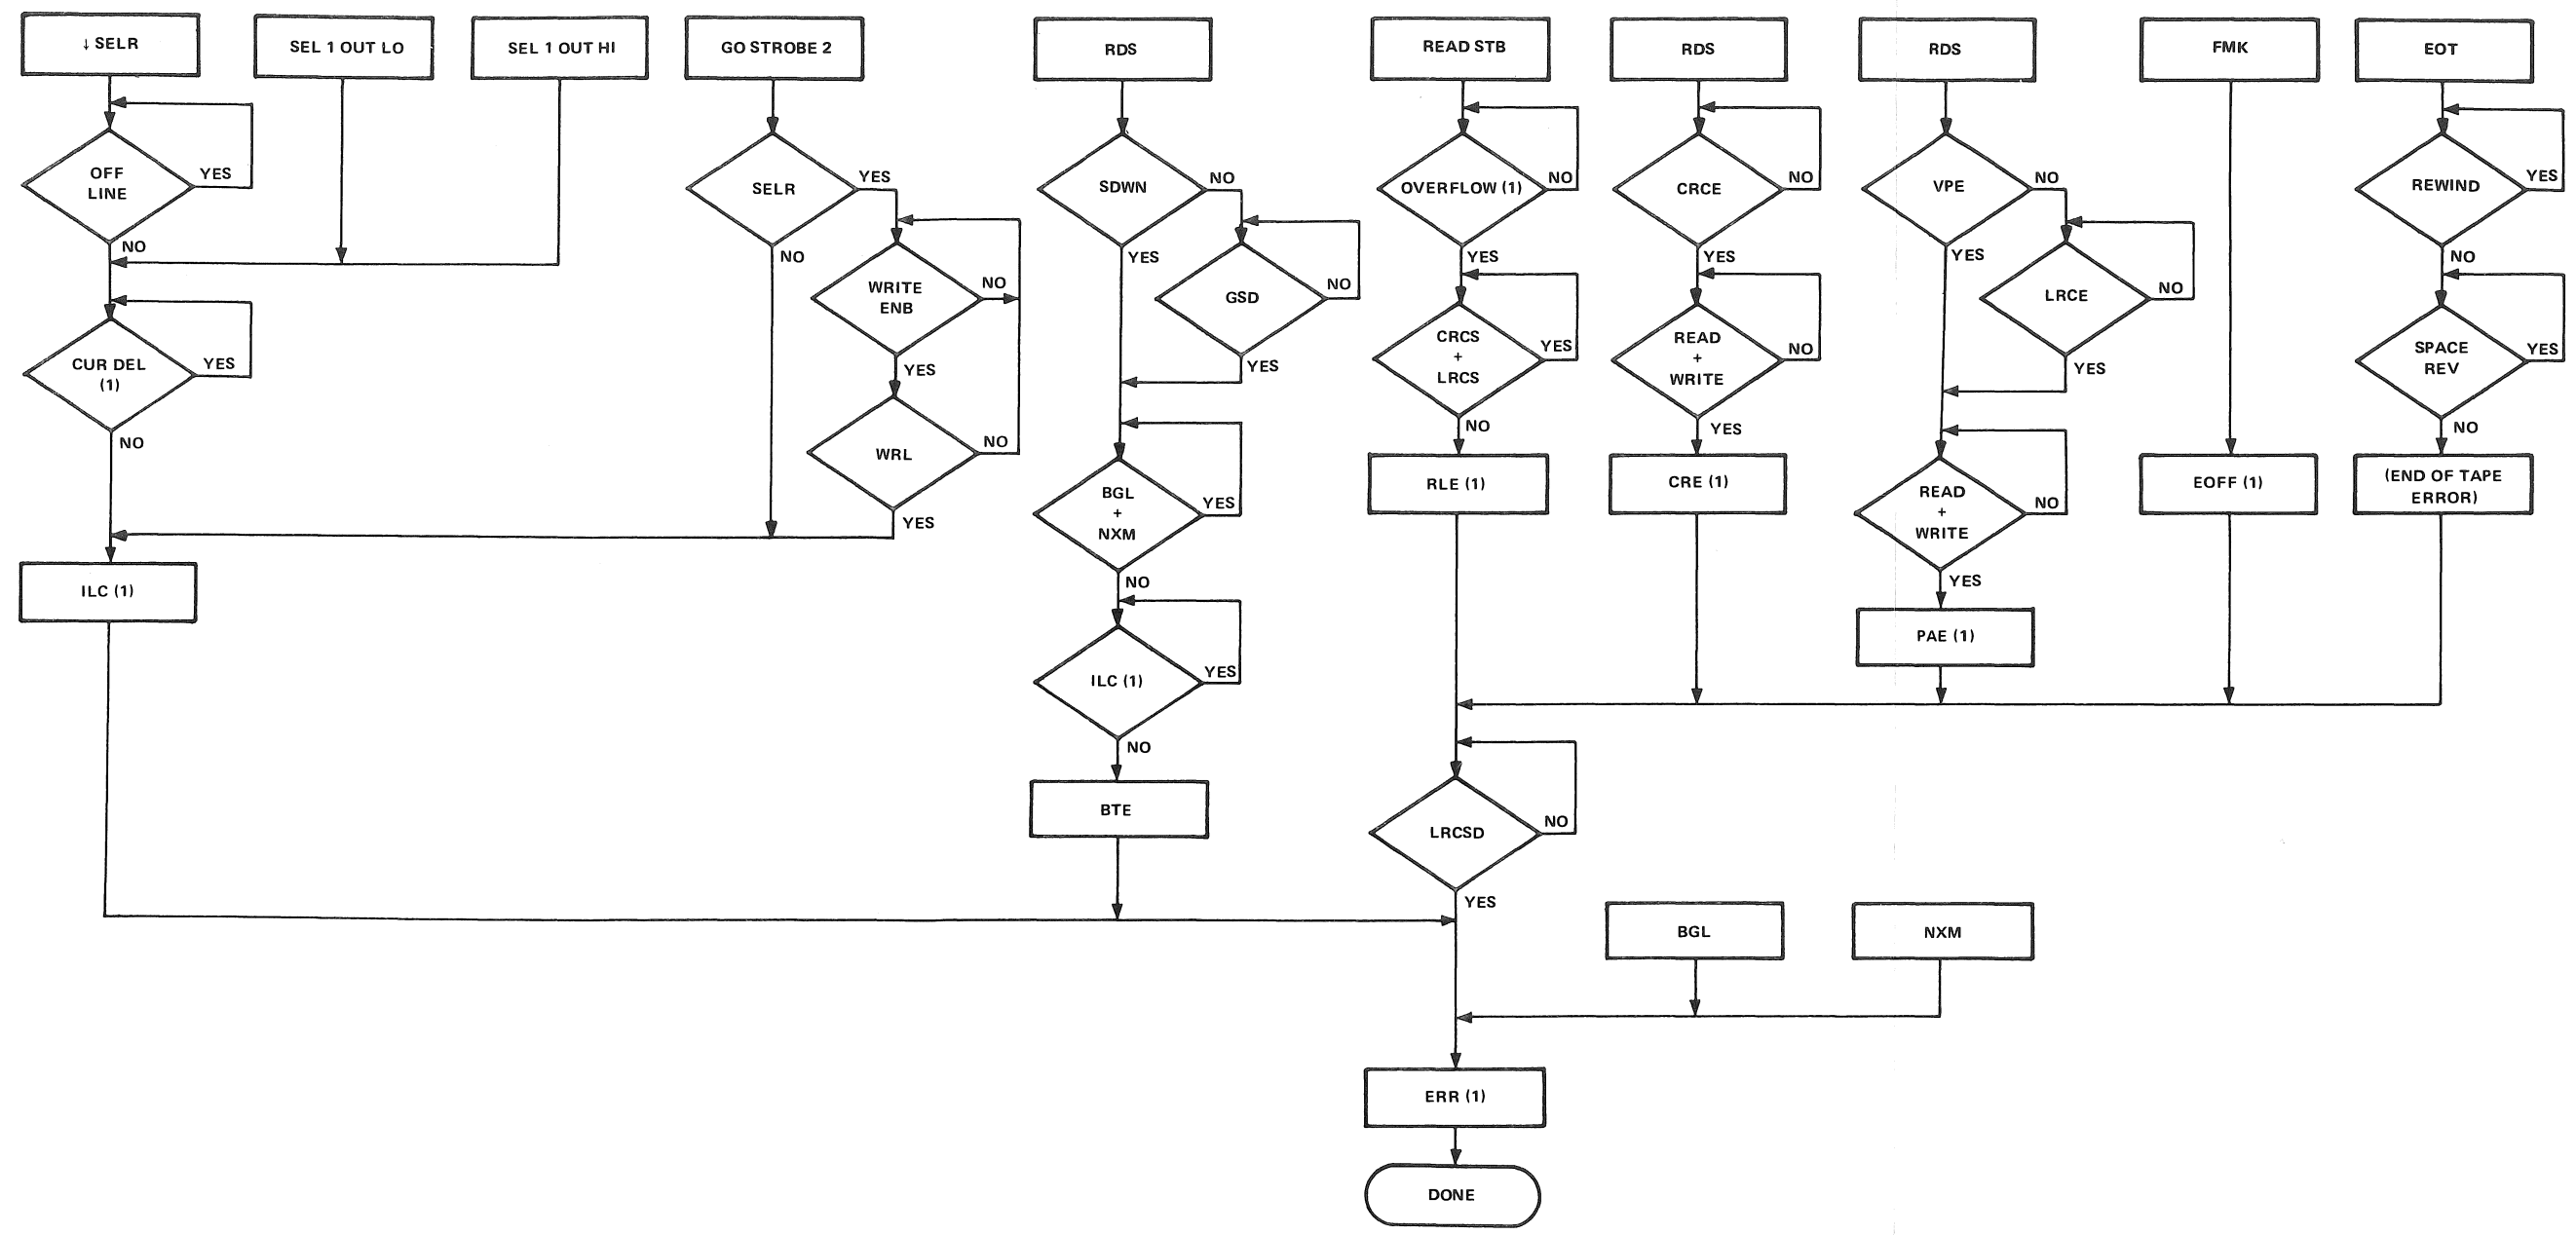 ↓ SELR
SEL 1 OUT LO
SEL 1 OUT HI
GO STROBE 2
RDS
READ STB
RDS
RDS
FMK
EOT
OFF
LINE
YES
NO
CUR DEL
(1)
YES
NO
ILC (1)
SELR
YES
NO
WRITE
ENB
NO
YES
WRL
NO
YES
SDWN
NO
YES
GSD
NO
YES
BGL
+
NXM
YES
NO
ILC (1)
YES
NO
BTE
OVERFLOW (1)
NO
YES
CRCS
+
LRCS
YES
NO
RLE (1)
CRCE
NO
YES
READ
+
WRITE
NO
YES
CRE (1)
VPE
NO
YES
LRCE
NO
YES
READ
+
WRITE
NO
YES
PAE (1)
EOFF (1)
REWIND
YES
NO
SPACE
REV
YES
NO
(END OF TAPE
ERROR)
LRCSD
NO
YES
BGL
NXM
ERR (1)
DONE